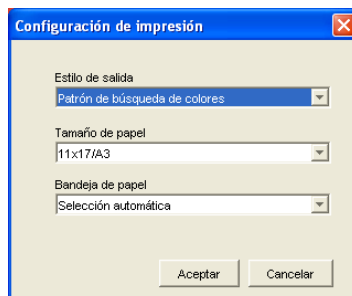 Configuración de impresión
Estilo de salida
Patrón de búsqueda de colores
Tamaño de papel
11x17/A3
Bandeja de papel
Selección automática
Aceptar
Cancelar